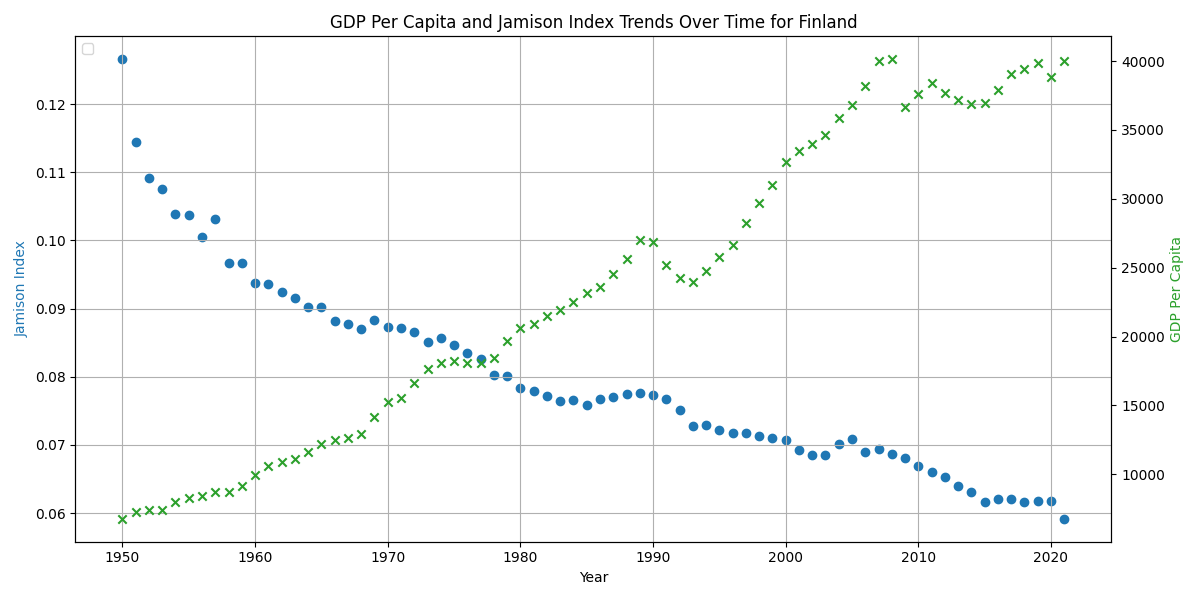 GDP Per Capita and Jamison Index Trends Over Time for Finland
Jamison Index
0.12
0.11
0.10
0.09
0.08
0.07
0.06
40000
35000
30000
25000
20000
15000
10000
GDP Per Capita
1950 1960 1970 1980 1990 2000 2010 2020
Year